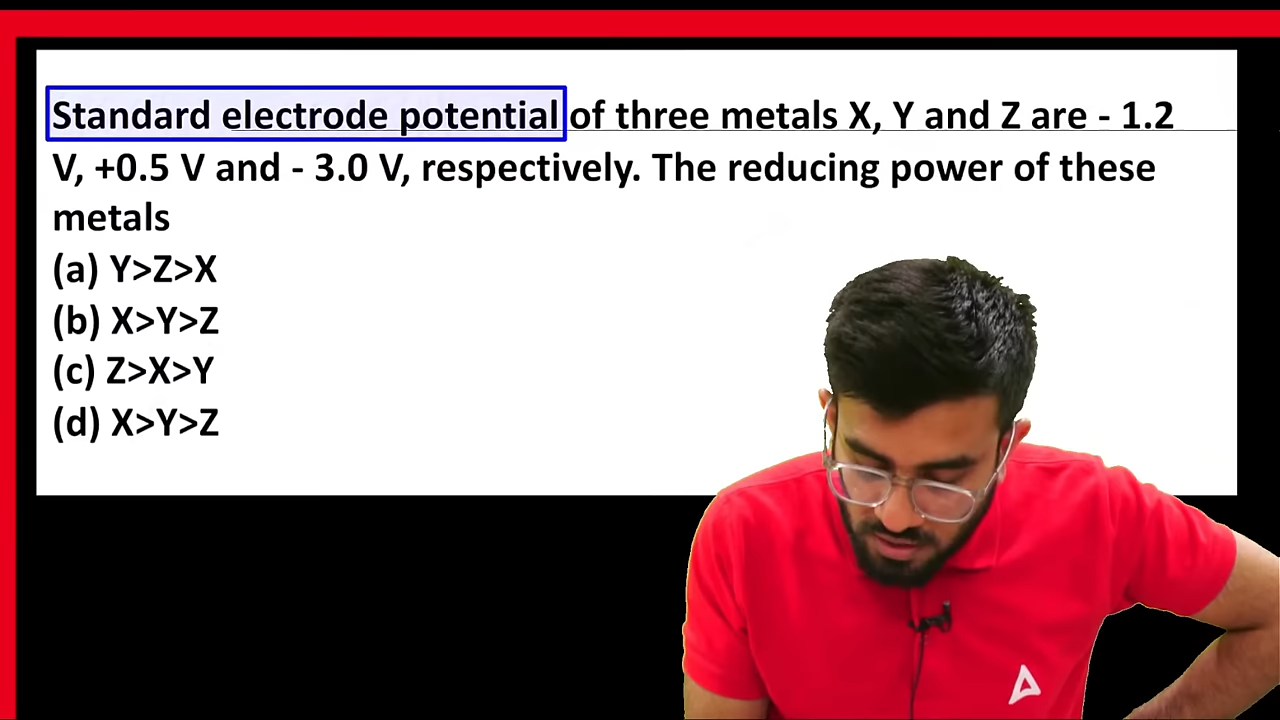 Standard electrode potential of three metals X, Y and Z are - 1.2
V, +0.5 V and - 3.0 V, respectively. The reducing power of these
metals
(a) Y>Z>X
(b) X>Y>Z
(c) Z>X>Y
(d) X>Y>Z